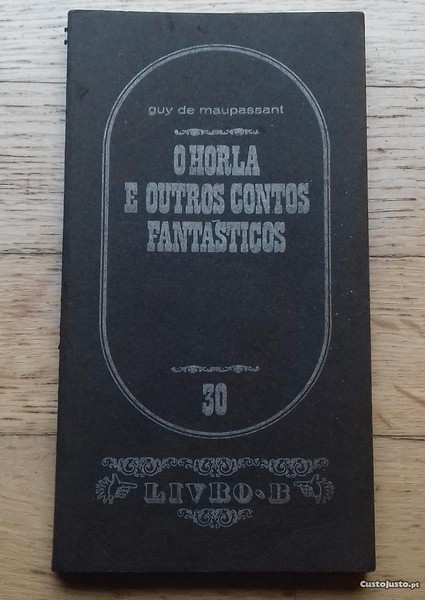 guy de maupassant
O HORLA
E OUTROS CONTOS
FANTÁSTICOS
30
LIVRO·B
CustoJusto.pt